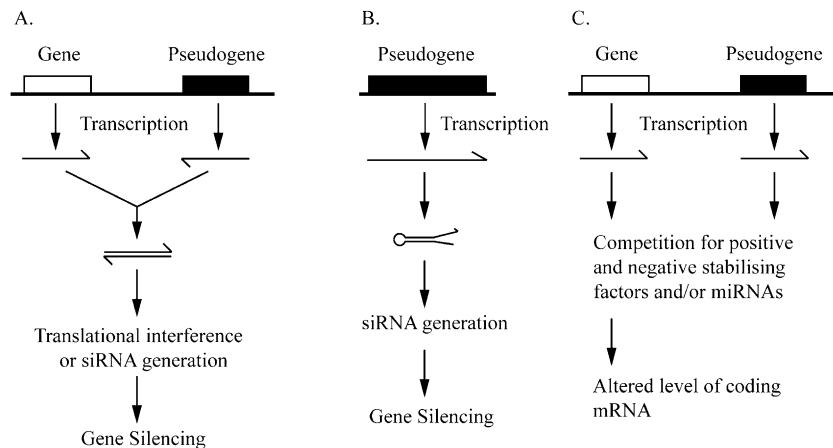 A.
Gene
Pseudogene
Transcription
Translational interference
or siRNA generation
Gene Silencing
B.
Pseudogene
Transcription
siRNA generation
Gene Silencing
C.
Gene
Pseudogene
Transcription
Competition for positive
and negative stabilising
factors and/or miRNAs
Altered level of coding
mRNA